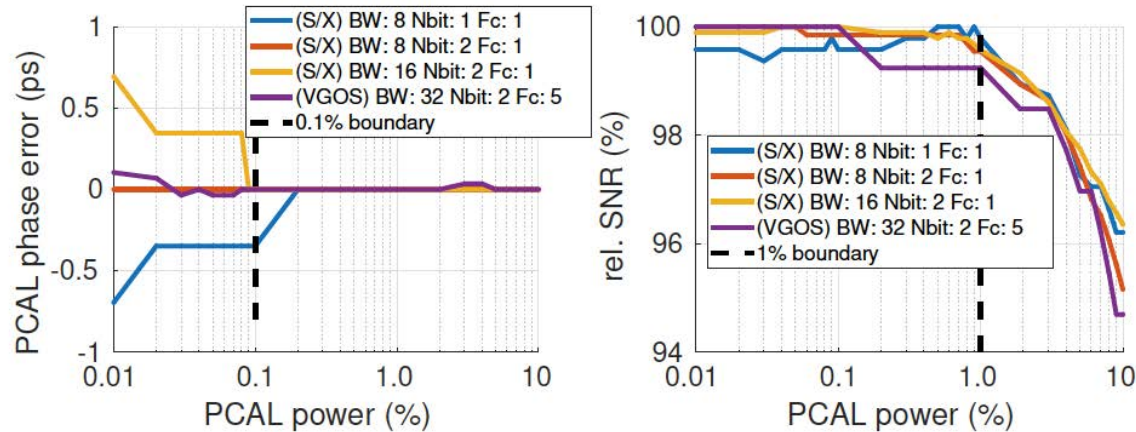 PCAL phase error (ps)
1
0.5
0
-0.5
-1
(S/X) BW: 8 Nbit: 1 Fc: 1
(S/X) BW: 8 Nbit: 2 Fc: 1
(S/X) BW: 16 Nbit: 2 Fc: 1
(VGOS) BW: 32 Nbit: 2 Fc: 5
0.1% boundary
0.01 0.1 1.0 10
PCAL power (%)
rel. SNR (%)
100
98
96
94
(S/X) BW: 8 Nbit: 1 Fc: 1
(S/X) BW: 8 Nbit: 2 Fc: 1
(S/X) BW: 16 Nbit: 2 Fc: 1
(VGOS) BW: 32 Nbit: 2 Fc: 5
1% boundary
0.01 0.1 1.0 10
PCAL power (%)